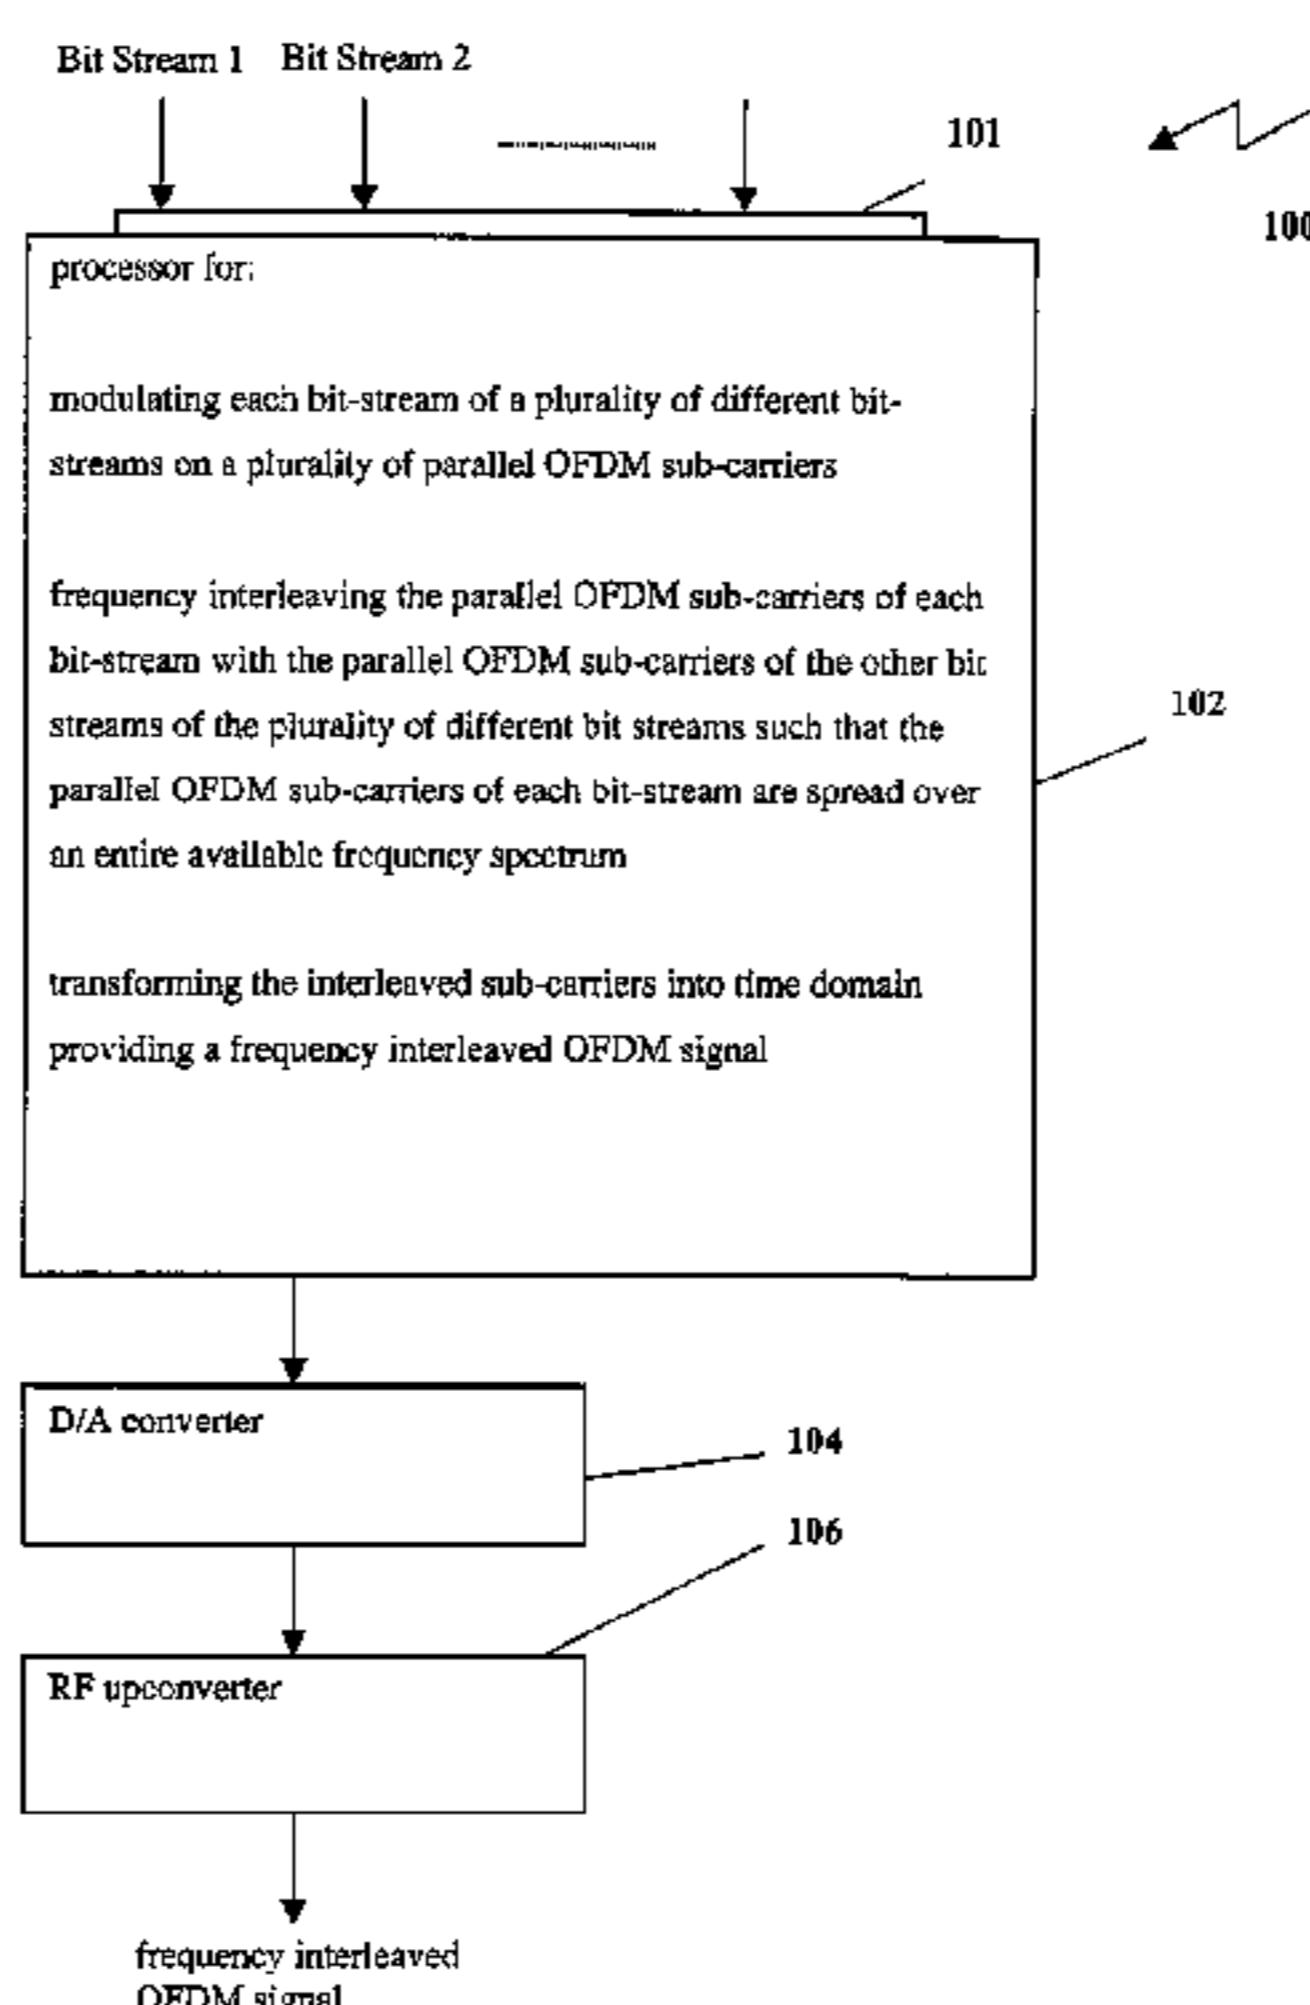 Bit Stream 1 Bit Stream 2
101
100
processor for:
modulating each bit-stream of a plurality of different bit-
streams on a plurality of parallel OFDM sub-carriers
frequency interleaving the parallel OFDM sub-carriers of each
bit-stream with the parallel OFDM sub-carriers of the other bit
streams of the plurality of different bit streams such that the
parallel OFDM sub-carriers of each bit-stream are spread over
an entire available frequency spectrum
102
transforming the interleaved sub-carriers into time domain
providing a frequency interleaved OFDM signal
D/A converter
104
106
RF upconverter
frequency interleaved
OFDM signal